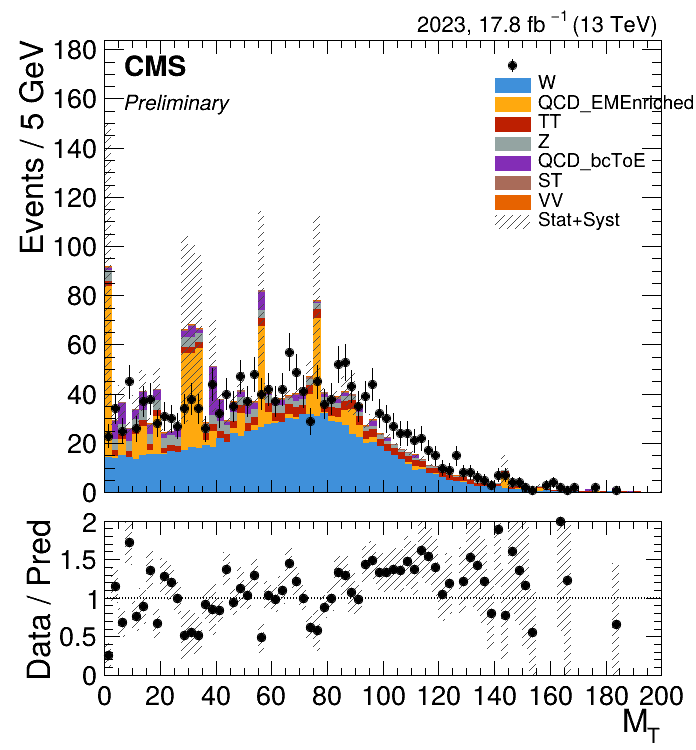 2023, 17.8 fb⁻¹ (13 TeV)
Events / 5 GeV
180
160
140
120
100
80
60
40
20
0
CMS
Preliminary
W
QCD_EMEnriched
TT
Z
QCD_bcToE
ST
VV
Stat+Syst
Data / Pred
2
1.5
1
0.5
0
0 20 40 60 80 100 120 140 160 180 200
M_T